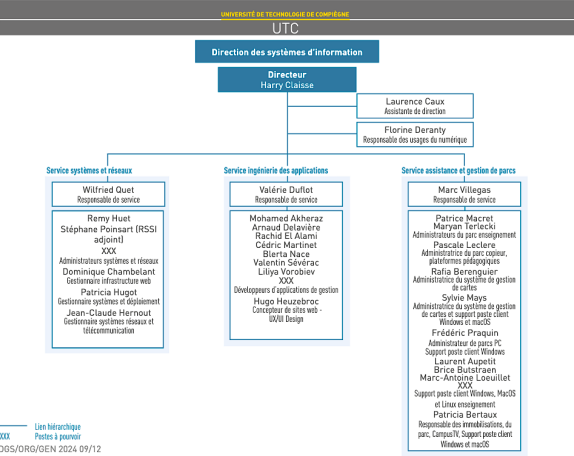 UNIVERSITÉ DE TECHNOLOGIE DE COMPIÈGNE
UTC
Direction des systèmes d'information
Directeur
Harry Claisse
Laurence Caux
Assistante de direction
Florine Deranty
Responsable des usages du numérique
Service systèmes et réseaux
Wilfried Quet
Responsable de service
Remy Huet
Stéphane Poinsart (RSSI
adjoint)
XXX
Administrateurs systèmes et réseaux
Dominique Chambelant
Gestionnaire infrastructure web
Patricia Hugot
Gestionnaire systèmes et déploiement
Jean-Claude Hernout
Gestionnaire systèmes réseaux et
télécommunication
Service ingénierie des applications
Valérie Duflot
Responsable de service
Mohamed Akheraz
Arnaud Delavière
Rachid El Alami
Cédric Martinet
Blerta Nace
Valentin Sévérac
Liliya Vorobiev
XXX
Développeurs d'applications de gestion
Hugo Heuzebroc
Concepteur de sites web -
UX/UI Design
Service assistance et gestion de parcs
Marc Villegas
Responsable de service
Patrice Macret
Maryan Terlecki
Administrateurs du parc enseignement
Pascale Leclere
Administratrice du parc copieur,
plateformes pédagogiques
Rafia Berenguier
Administratrice du système de gestion
de cartes
Sylvie Mays
Administratrice du système de gestion
de cartes et support poste client
Windows et macOS
Frédéric Praquin
Administrateur de parcs PC
Support poste client Windows
Laurent Aupetit
Brice Butstraen
Marc-Antoine Loeuillet
XXX
Support poste client Windows, MacOS
et Linux enseignement
Patricia Bertaux
Responsable des immobilisations, du
parc, CampusTV, Support poste client
Windows et macOS
Lien hiérarchique
XXX Postes à pourvoir
DGS/ORG/GEN 2024 09/12